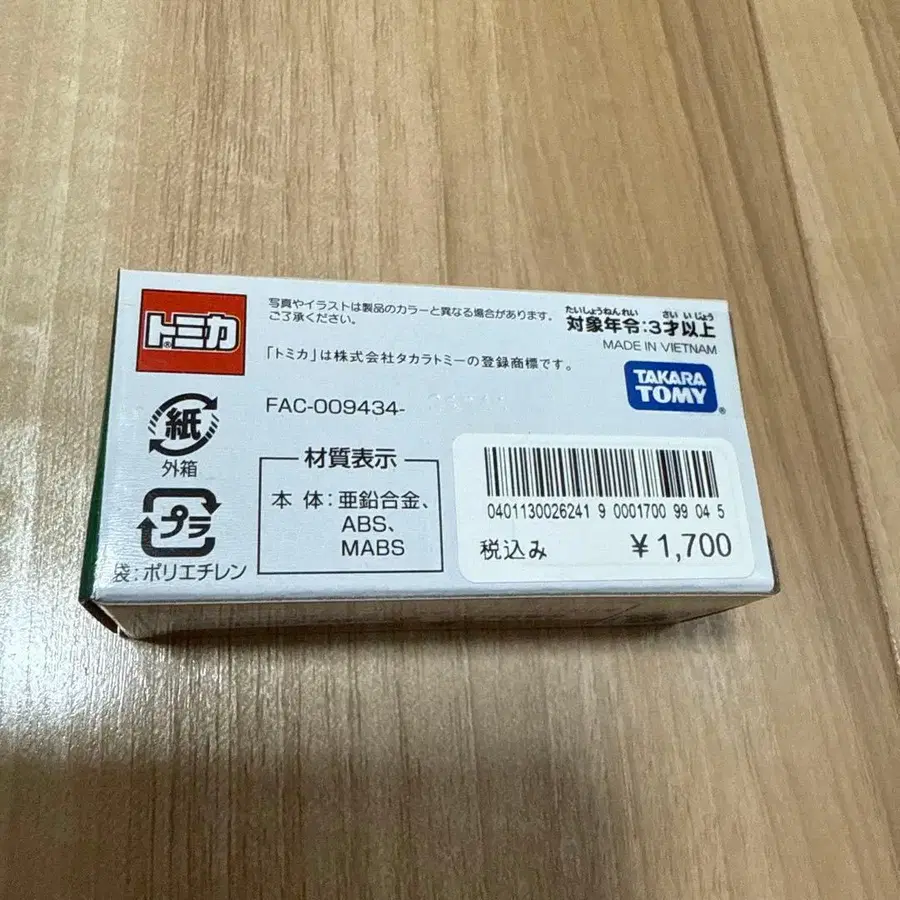 トミカ®
写真やイラストは製品のカラーと異なる場合があります。
ご了承ください。
「トミカ」は株式会社タカラトミーの登録商標です。
FAC-009434-
たいしょうねんれい さい いじょう
対象年令:3才以上
MADE IN VIETNAM
TAKARA
TOMY®
紙
外箱
プラ
袋:ポリエチレン
材質表示
本 体:亜鉛合金、
ABS、
MABS
0401130026241 9 0001700 99 04 5
税込み ¥1,700